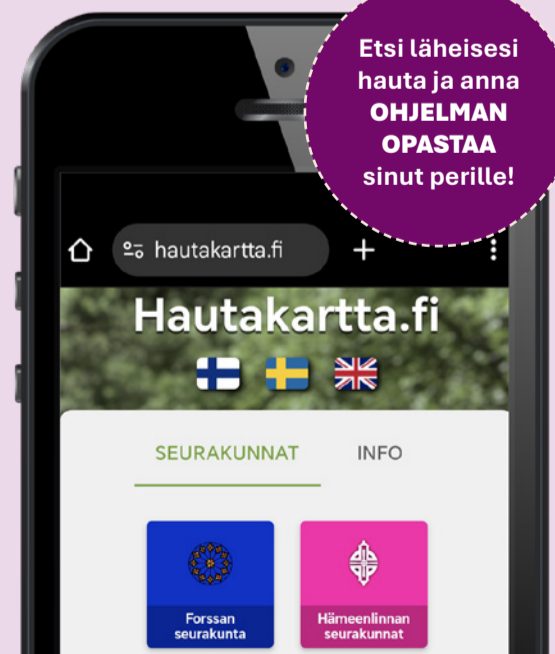 Etsi läheisesi
hauta ja anna
OHJELMAN
OPASTAA
sinut perille!
hautakartta.fi
Hautakartta.fi
SEURAKUNNAT INFO
Forssan
seurakunta
Hämeenlinnan
seurakunnat